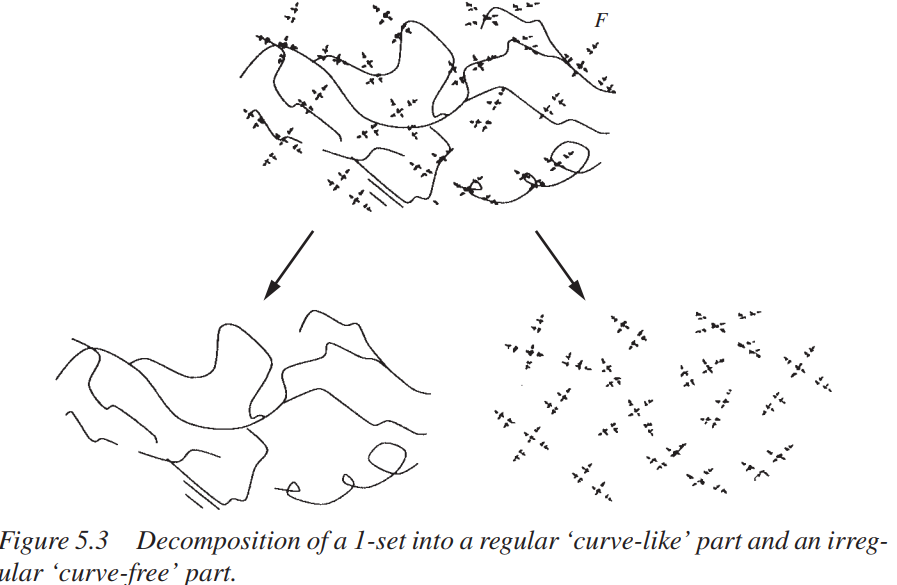 F
Figure 5.3 Decomposition of a 1-set into a regular ‘curve-like’ part and an irreg-
ular ‘curve-free’ part.